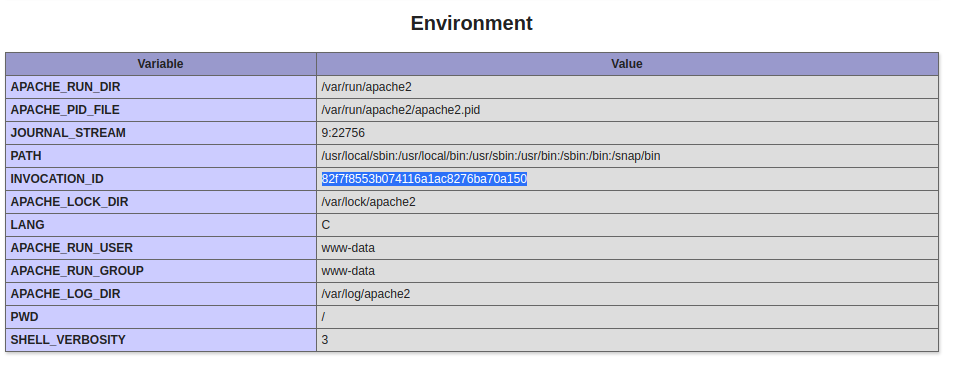 Environment
Variable Value
APACHE_RUN_DIR /var/run/apache2
APACHE_PID_FILE /var/run/apache2/apache2.pid
JOURNAL_STREAM 9:22756
PATH /usr/local/sbin:/usr/local/bin:/usr/sbin:/usr/bin:/sbin:/bin:/snap/bin
INVOCATION_ID 82f7f8553b074116a1ac8276ba70a150
APACHE_LOCK_DIR /var/lock/apache2
LANG C
APACHE_RUN_USER www-data
APACHE_RUN_GROUP www-data
APACHE_LOG_DIR /var/log/apache2
PWD /
SHELL_VERBOSITY 3